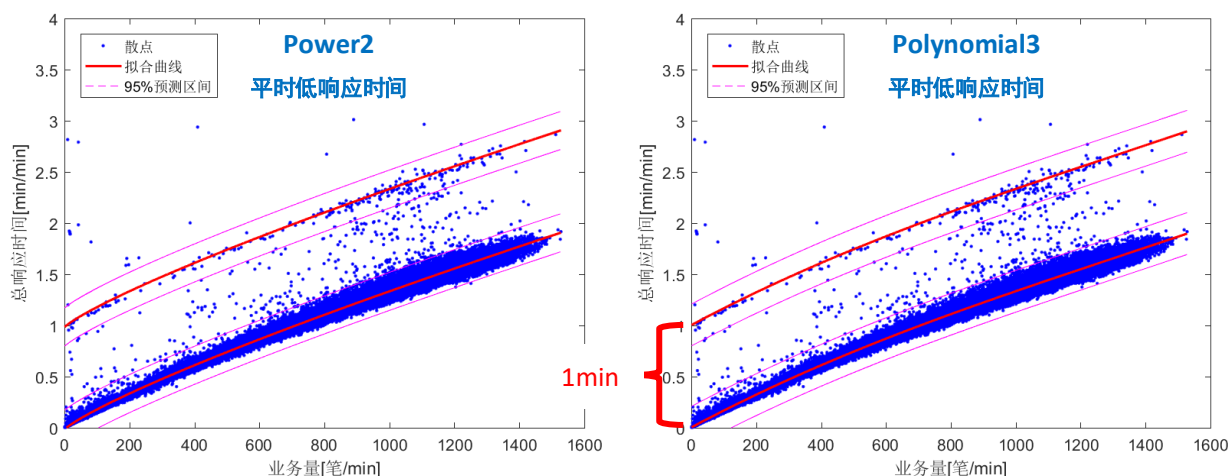 Power2
平时低响应时间
散点
拟合曲线
95%预测区间
4
3.5
3
2.5
2
1.5
1
0.5
0
总响应时间[min/min]
0
200
400
600
800
1000
1200
1400
1600
业务量[笔/min]
Polynomial3
平时低响应时间
散点
拟合曲线
95%预测区间
4
3.5
3
2.5
2
1.5
1
0.5
0
总响应时间[min/min]
1min
0
200
400
600
800
1000
1200
1400
1600
业务量[笔/min]